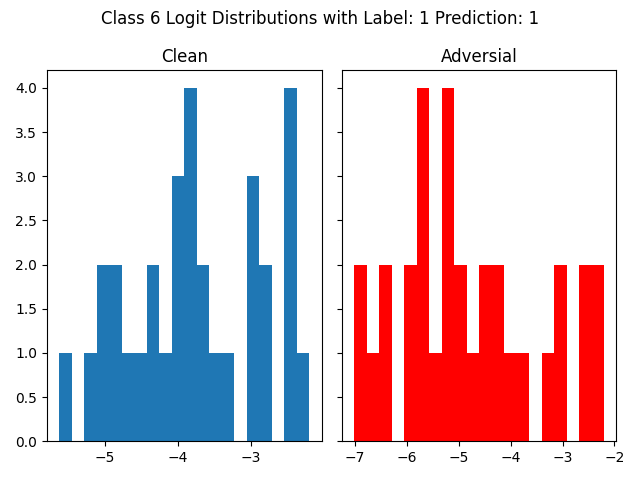 Class 6 Logit Distributions with Label: 1 Prediction: 1
Clean
Adversial
4.0
3.5
3.0
2.5
2.0
1.5
1.0
0.5
0.0
−5 −4 −3
−7 −6 −5 −4 −3 −2